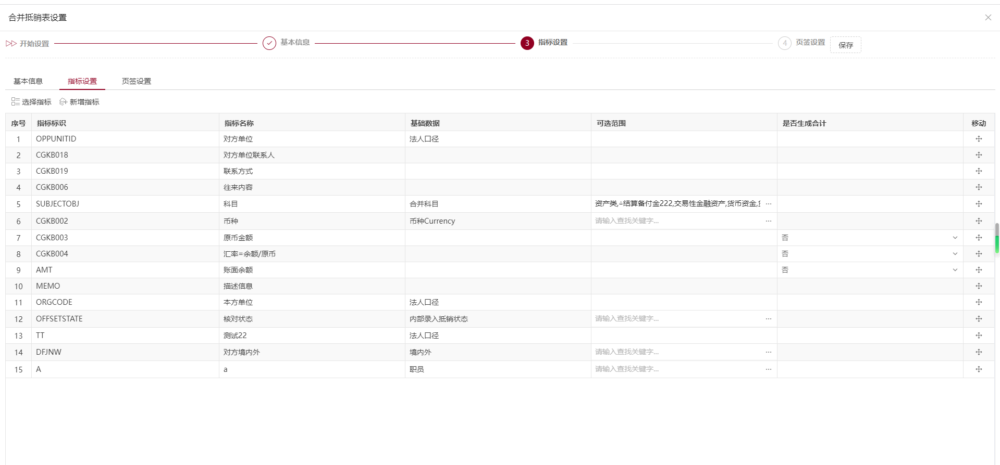 合并抵销表设置
开始设置 基本信息 3 指标设置 4 页签设置 保存
基本信息 指标设置 页签设置
选择指标 新增指标
序号 指标标识 指标名称 基础数据 可选范围 是否生成合计 移动
1 OPPUNITID 对方单位 法人口径
2 CGKB018 对方单位联系人
3 CGKB019 联系方式
4 CGKB006 往来内容
5 SUBJECTOBJ 科目 合并科目 资产类,△结算备付金222,交易性金融资产,货币资金, ...
6 CGKB002 币种 币种Currency 请输入查找关键字... ...
7 CGKB003 原币金额 否
8 CGKB004 汇率=余额/原币 否
9 AMT 账面余额 否
10 MEMO 描述信息
11 ORGCODE 本方单位 法人口径
12 OFFSETSTATE 核对状态 内部录入抵销状态 请输入查找关键字... ...
13 TT 测试22 法人口径
14 DFJNW 对方境内外 境内外 请输入查找关键字... ...
15 A a 职员 请输入查找关键字... ...